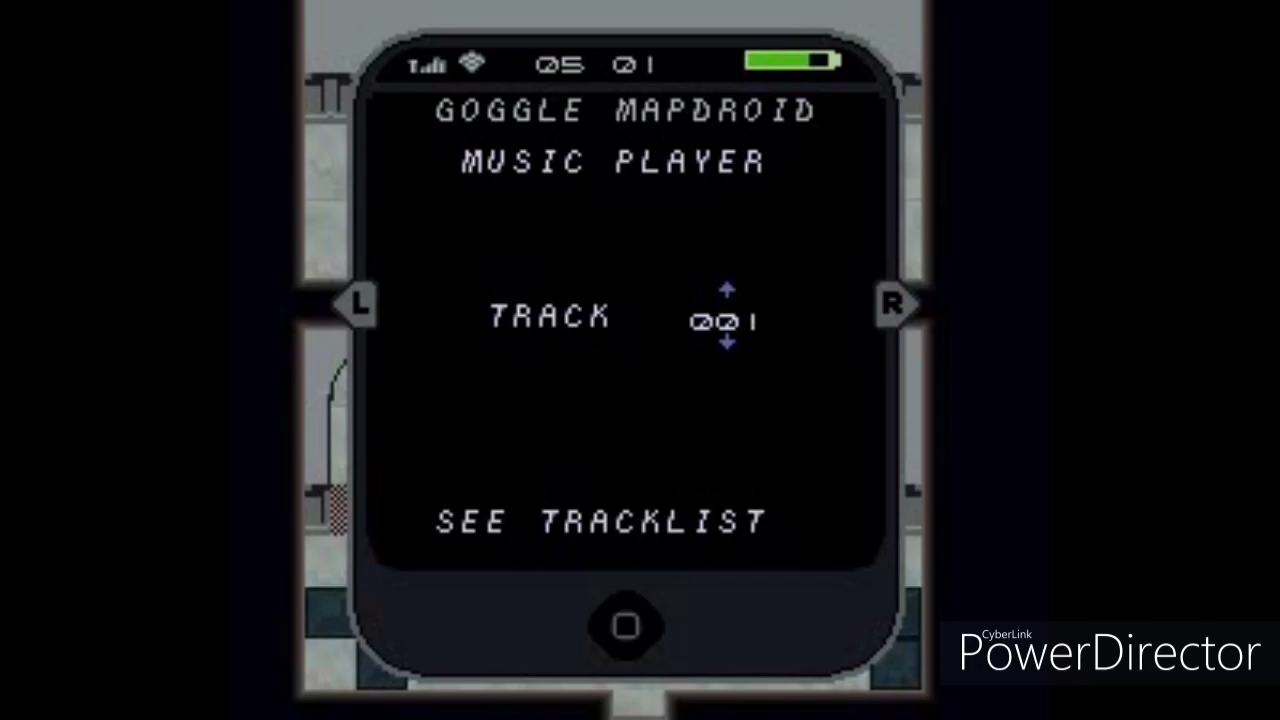 05 01
GOGGLE MAPDROID
MUSIC PLAYER
L
R
TRACK 001
SEE TRACKLIST
CyberLink
PowerDirector